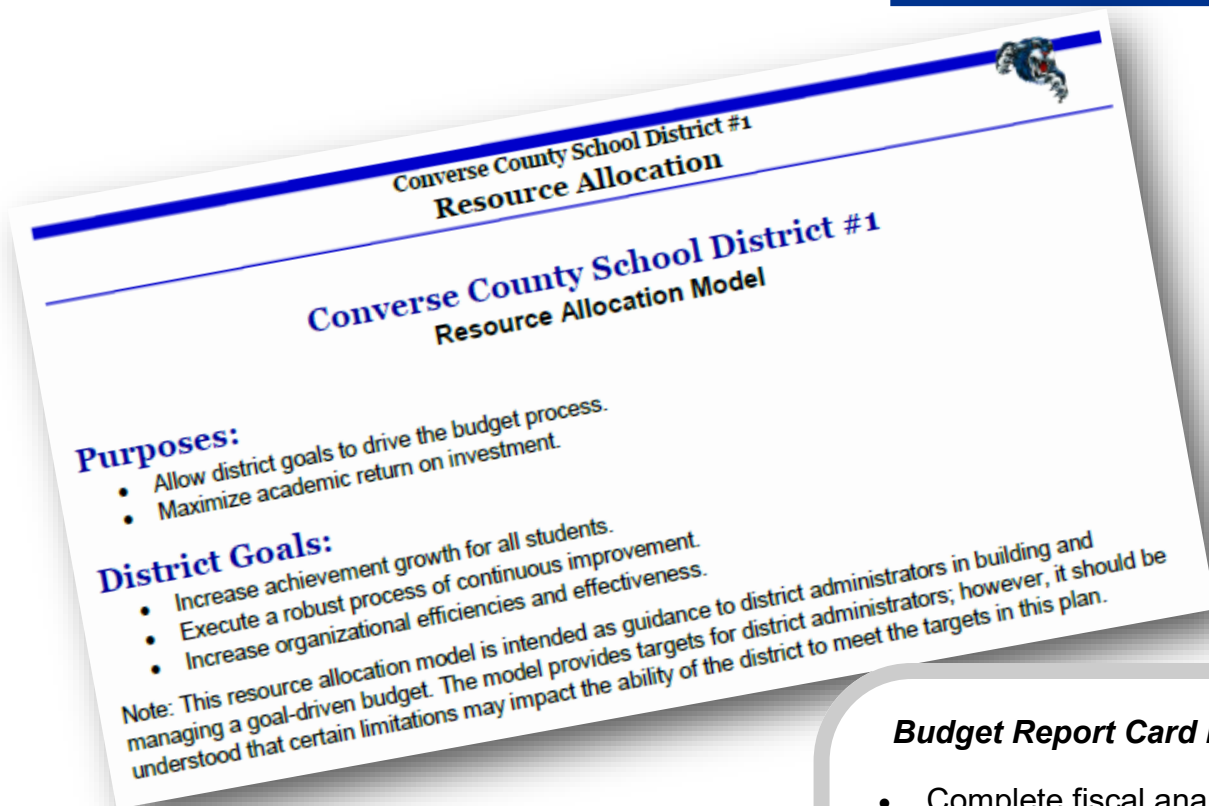 Converse County School District #1
Resource Allocation
Converse County School District #1
Resource Allocation Model
Purposes:
• Allow district goals to drive the budget process.
• Maximize academic return on investment.
District Goals:
• Increase achievement growth for all students.
• Execute a robust process of continuous improvement.
• Increase organizational efficiencies and effectiveness.
Note: This resource allocation model is intended as guidance to district administrators in building and
managing a goal-driven budget. The model provides targets for district administrators; however, it should be
understood that certain limitations may impact the ability of the district to meet the targets in this plan.
Budget Report Card
• Complete fiscal